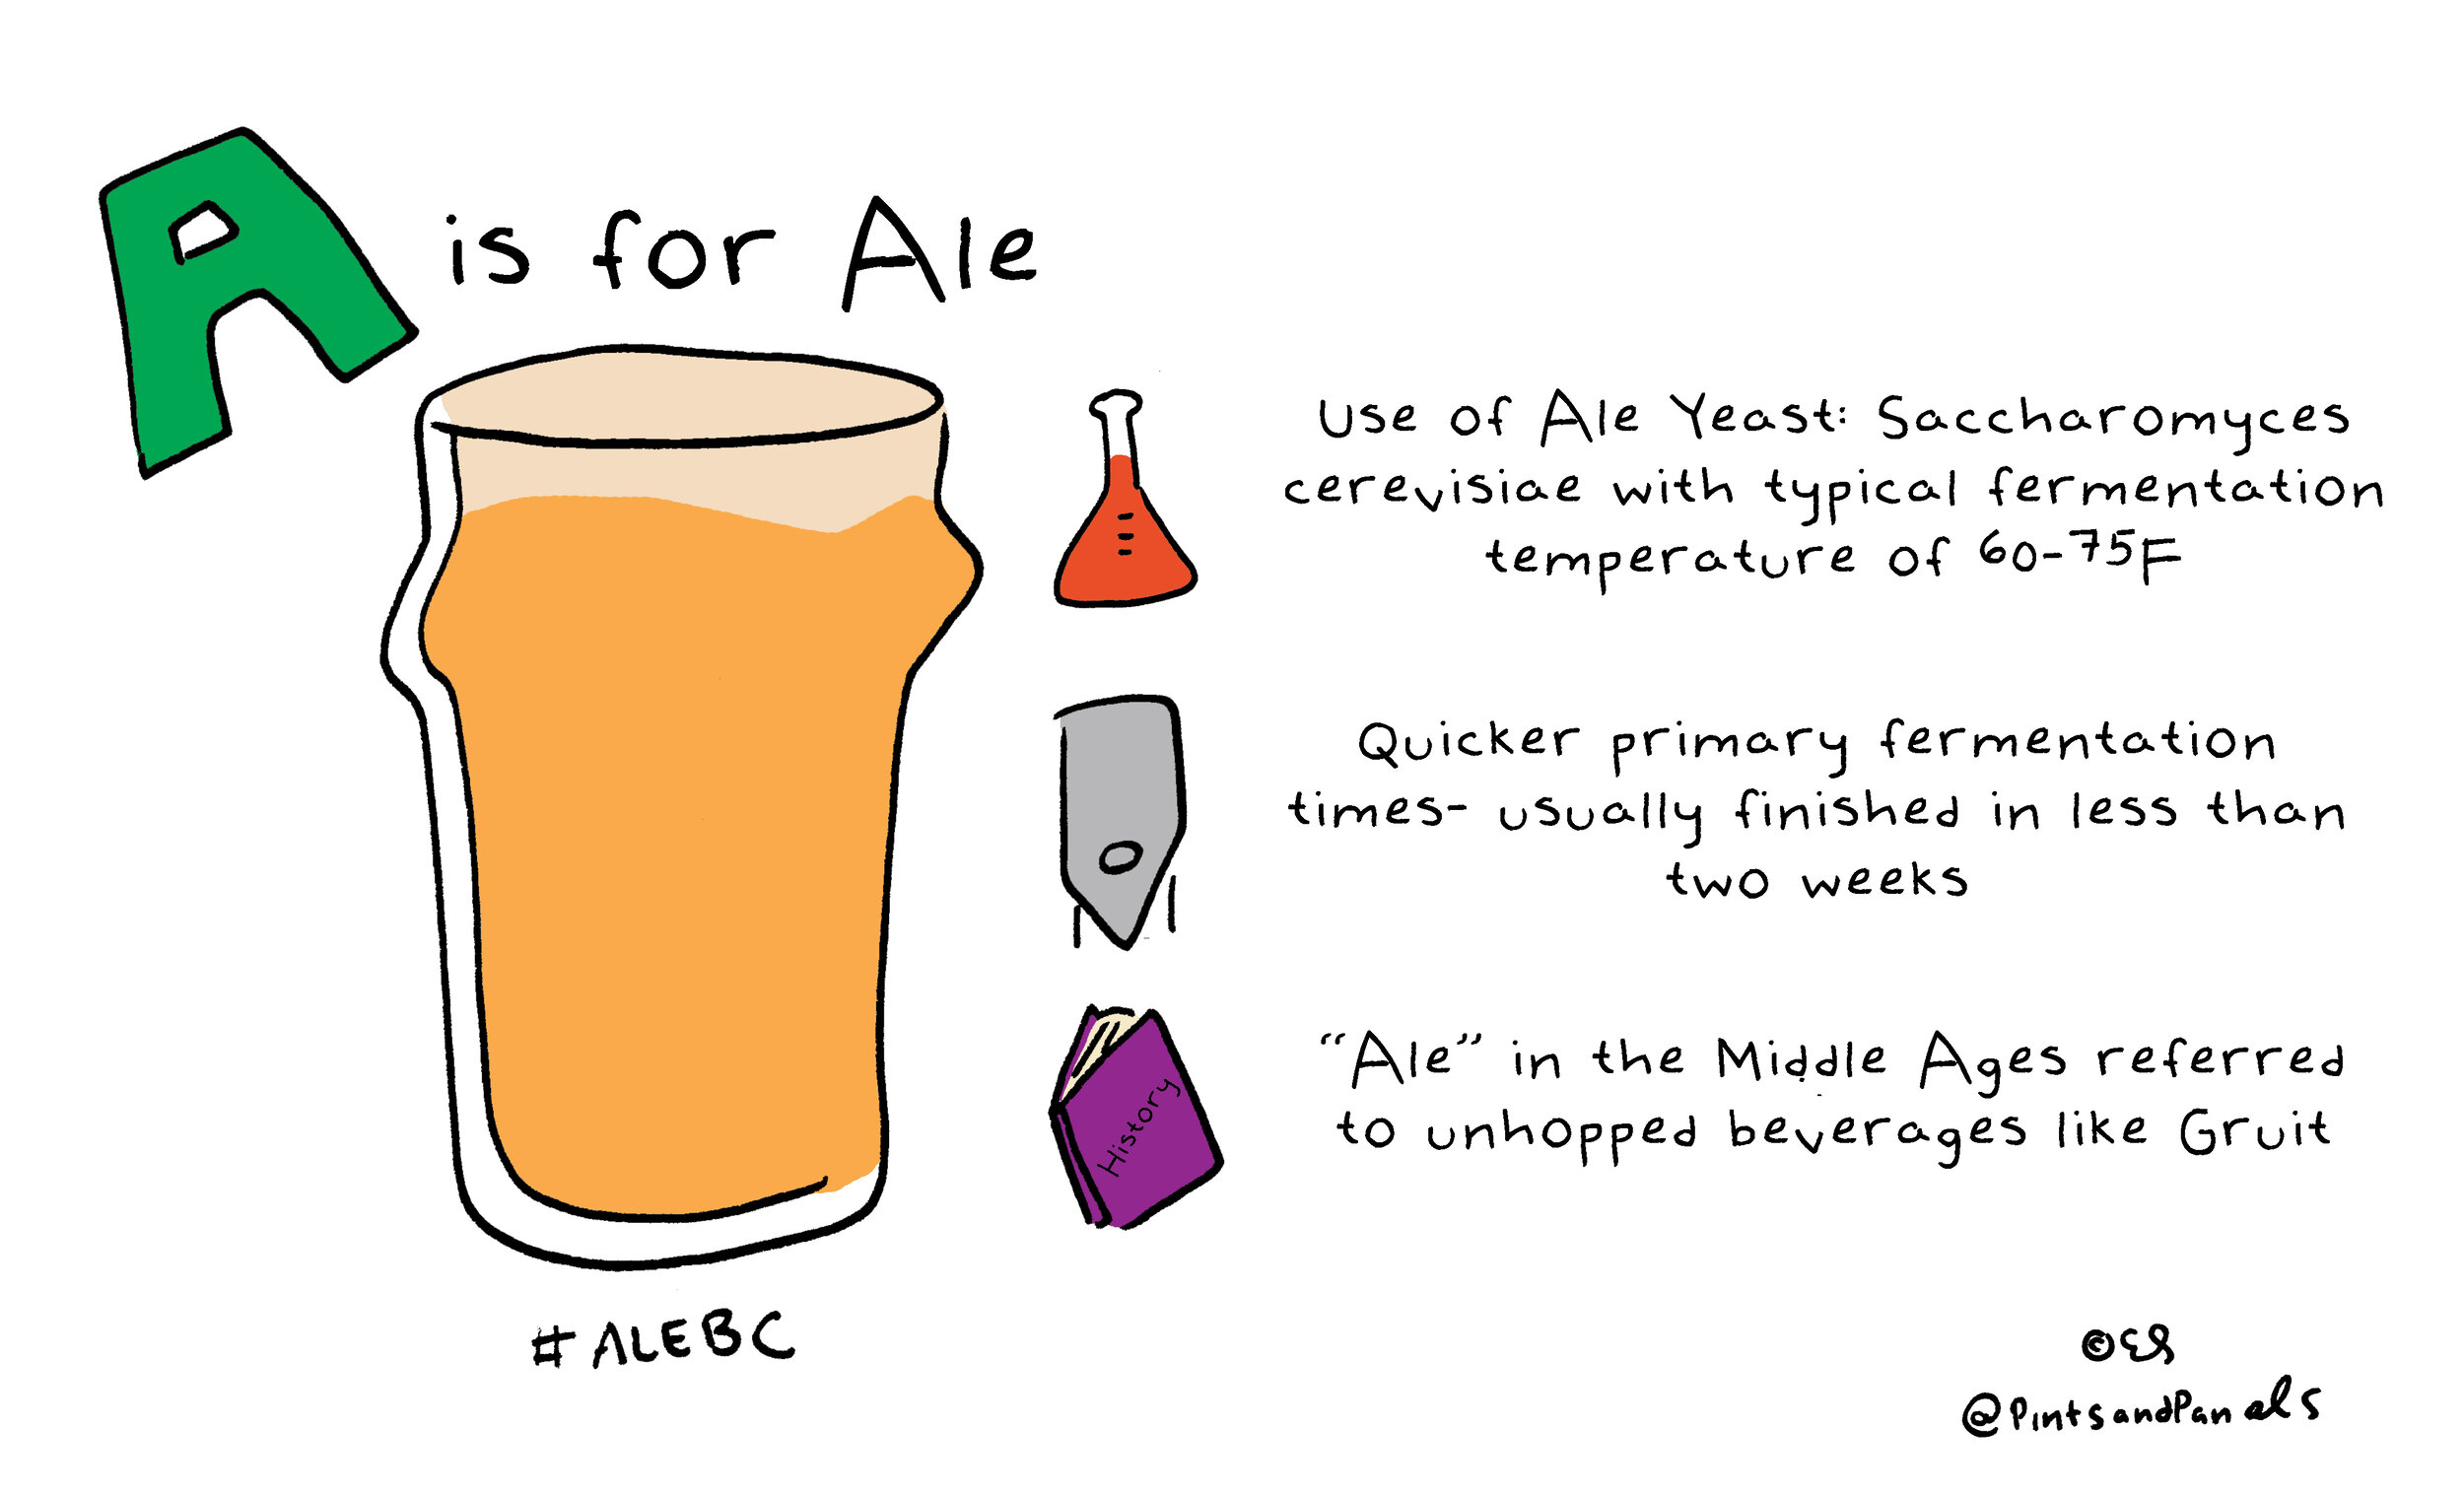 A is for Ale
Use of Ale Yeast: Saccharomyces
cerevisiae with typical fermentation
temperature of 60-75F
Quicker primary fermentation
times- usually finished in less than
two weeks
History
"Ale" in the Middle Ages referred
to unhopped beverages like Gruit
#ALEBC
©ES
@PintsandPanels